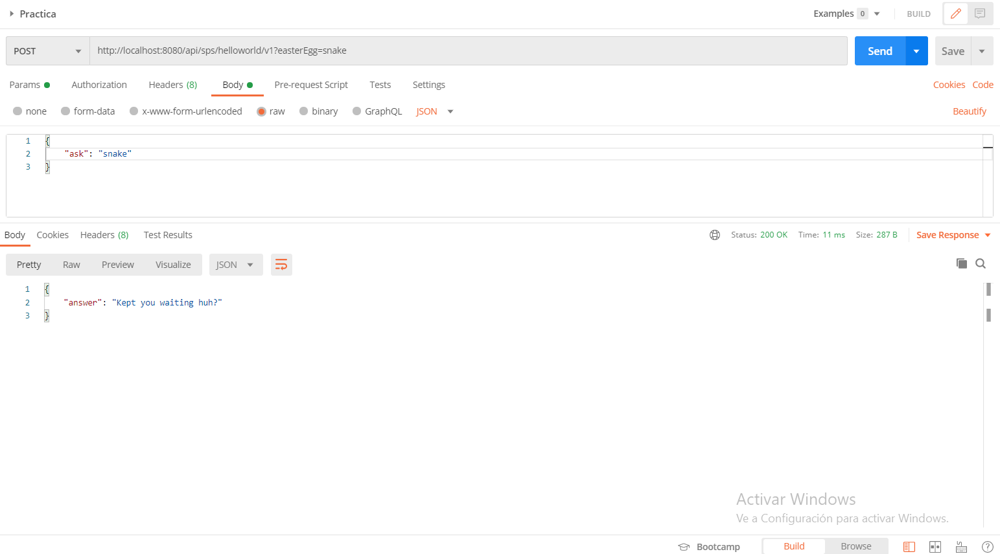 Practica
Examples 0 BUILD
POST http://localhost:8080/api/sps/helloworld/v1?easterEgg=snake Send Save
Params Authorization Headers (8) Body Pre-request Script Tests Settings Cookies Code
none form-data x-www-form-urlencoded raw binary GraphQL JSON Beautify
1 {
2 "ask": "snake"
3 }
Body Cookies Headers (8) Test Results Status: 200 OK Time: 11 ms Size: 287 B Save Response
Pretty Raw Preview Visualize JSON
1 {
2 "answer": "Kept you waiting huh?"
3 }
Activar Windows
Ve a Configuración para activar Windows.
Bootcamp Build Browse ?